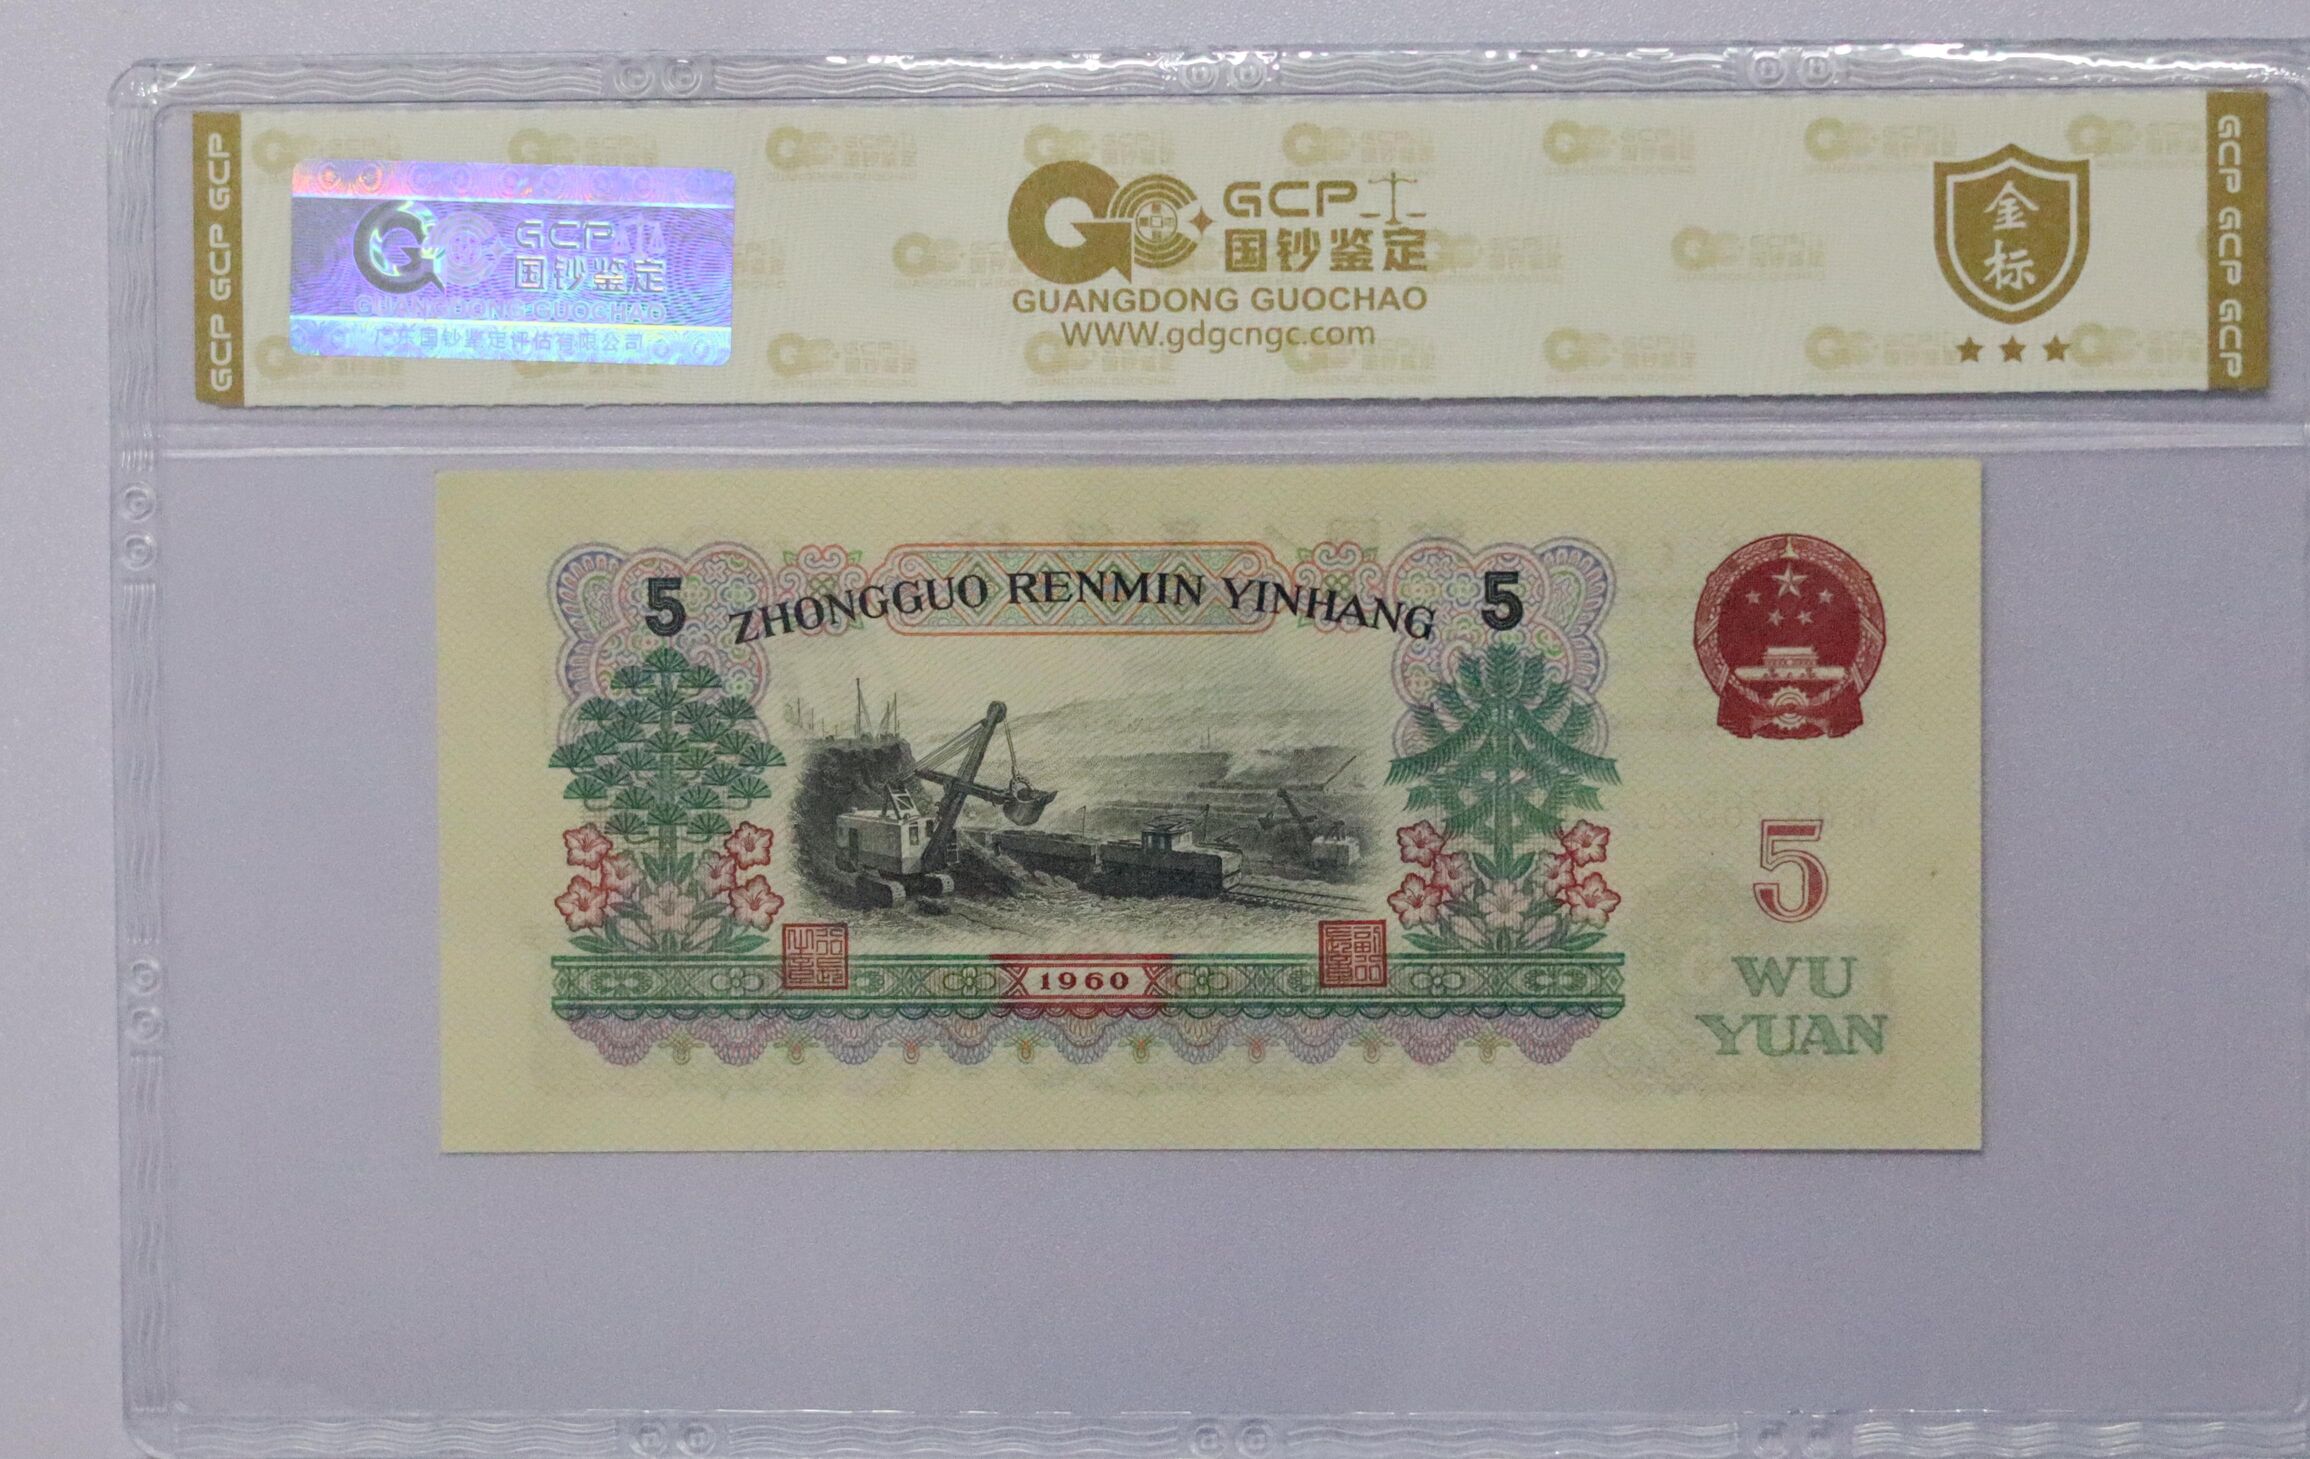 GCP GCP GCP
GCP
国钞鉴定
GUANGDONG GUOCHAO
广东国钞鉴定评估有限公司
GCP
国钞鉴定
GUANGDONG GUOCHAO
WWW.gdgcngc.com
金
标
GCP GCP GCP
5 ZHONGGUO RENMIN YINHANG 5
5
WU
YUAN
1960